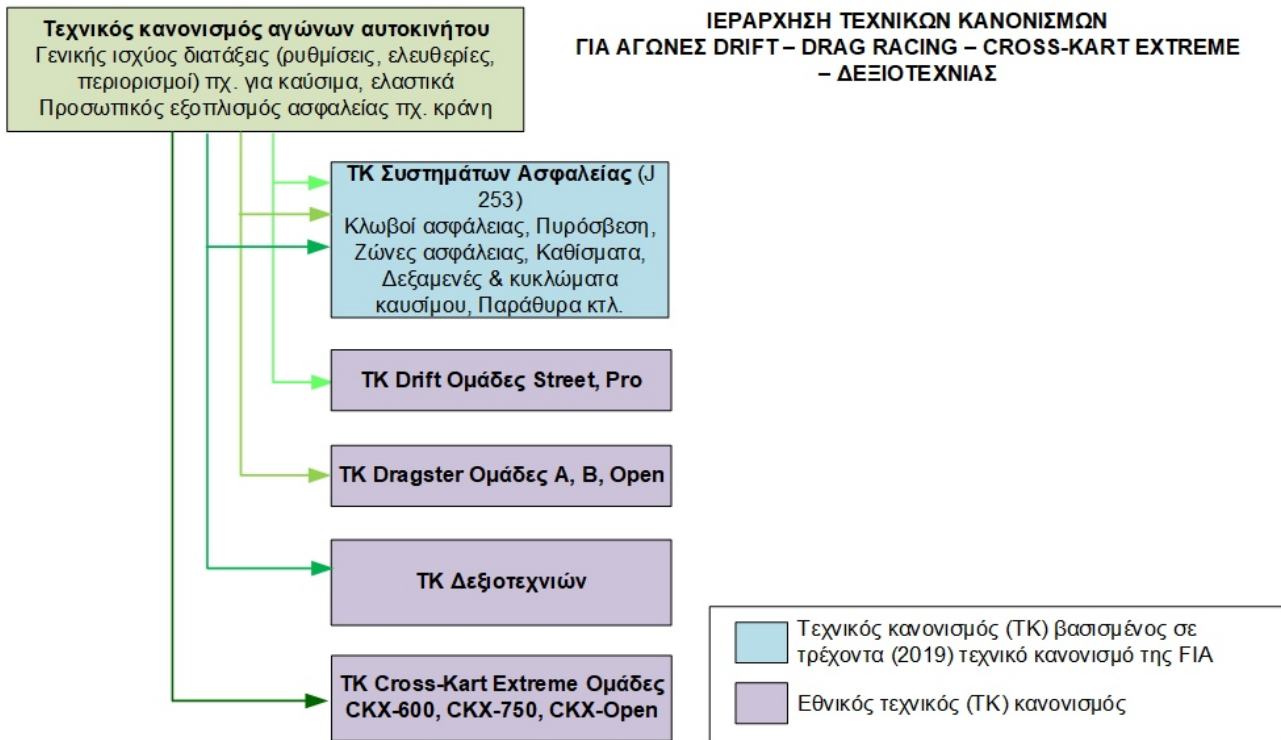 Τεχνικός κανονισμός αγώνων αυτοκινήτου
Γενικής ισχύος διατάξεις (ρυθμίσεις, ελευθερίες,
περιορισμοί) πχ. για καύσιμα, ελαστικά
Προσωπικός εξοπλισμός ασφαλείας πχ. κράνη
ΙΕΡΑΡΧΗΣΗ ΤΕΧΝΙΚΩΝ ΚΑΝΟΝΙΣΜΩΝ
ΓΙΑ ΑΓΩΝΕΣ DRIFT – DRAG RACING – CROSS-KART EXTREME
– ΔΕΞΙΟΤΕΧΝΙΑΣ
ΤΚ Συστημάτων Ασφαλείας (J
253)
Κλωβοί ασφάλειας, Πυρόσβεση,
Ζώνες ασφάλειας, Καθίσματα,
Δεξαμενές & κυκλώματα
καυσίμου, Παράθυρα κτλ.
ΤΚ Drift Ομάδες Street, Pro
ΤΚ Dragster Ομάδες A, B, Open
ΤΚ Δεξιοτεχνιών
ΤΚ Cross-Kart Extreme Ομάδες
CKX-600, CKX-750, CKX-Open
Τεχνικός κανονισμός (ΤΚ) βασισμένος σε
τρέχοντα (2019) τεχνικό κανονισμό της FIA
Εθνικός τεχνικός (ΤΚ) κανονισμός